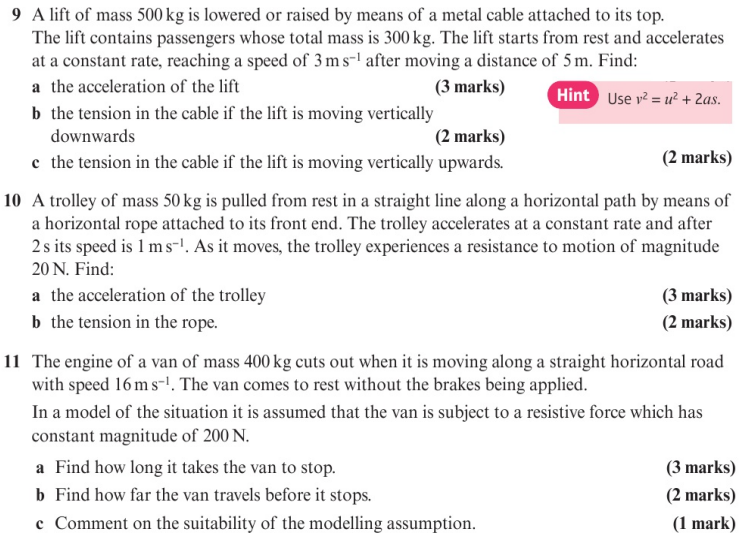 9 A lift of mass 500 kg is lowered or raised by means of a metal cable attached to its top.
The lift contains passengers whose total mass is 300 kg. The lift starts from rest and accelerates
at a constant rate, reaching a speed of 3 m s⁻¹ after moving a distance of 5 m. Find:
a the acceleration of the lift (3 marks)
Hint Use v² = u² + 2as.
b the tension in the cable if the lift is moving vertically
downwards (2 marks)
c the tension in the cable if the lift is moving vertically upwards. (2 marks)
10 A trolley of mass 50 kg is pulled from rest in a straight line along a horizontal path by means of
a horizontal rope attached to its front end. The trolley accelerates at a constant rate and after
2 s its speed is 1 m s⁻¹. As it moves, the trolley experiences a resistance to motion of magnitude
20 N. Find:
a the acceleration of the trolley (3 marks)
b the tension in the rope. (2 marks)
11 The engine of a van of mass 400 kg cuts out when it is moving along a straight horizontal road
with speed 16 m s⁻¹. The van comes to rest without the brakes being applied.
In a model of the situation it is assumed that the van is subject to a resistive force which has
constant magnitude of 200 N.
a Find how long it takes the van to stop. (3 marks)
b Find how far the van travels before it stops. (2 marks)
c Comment on the suitability of the modelling assumption. (1 mark)